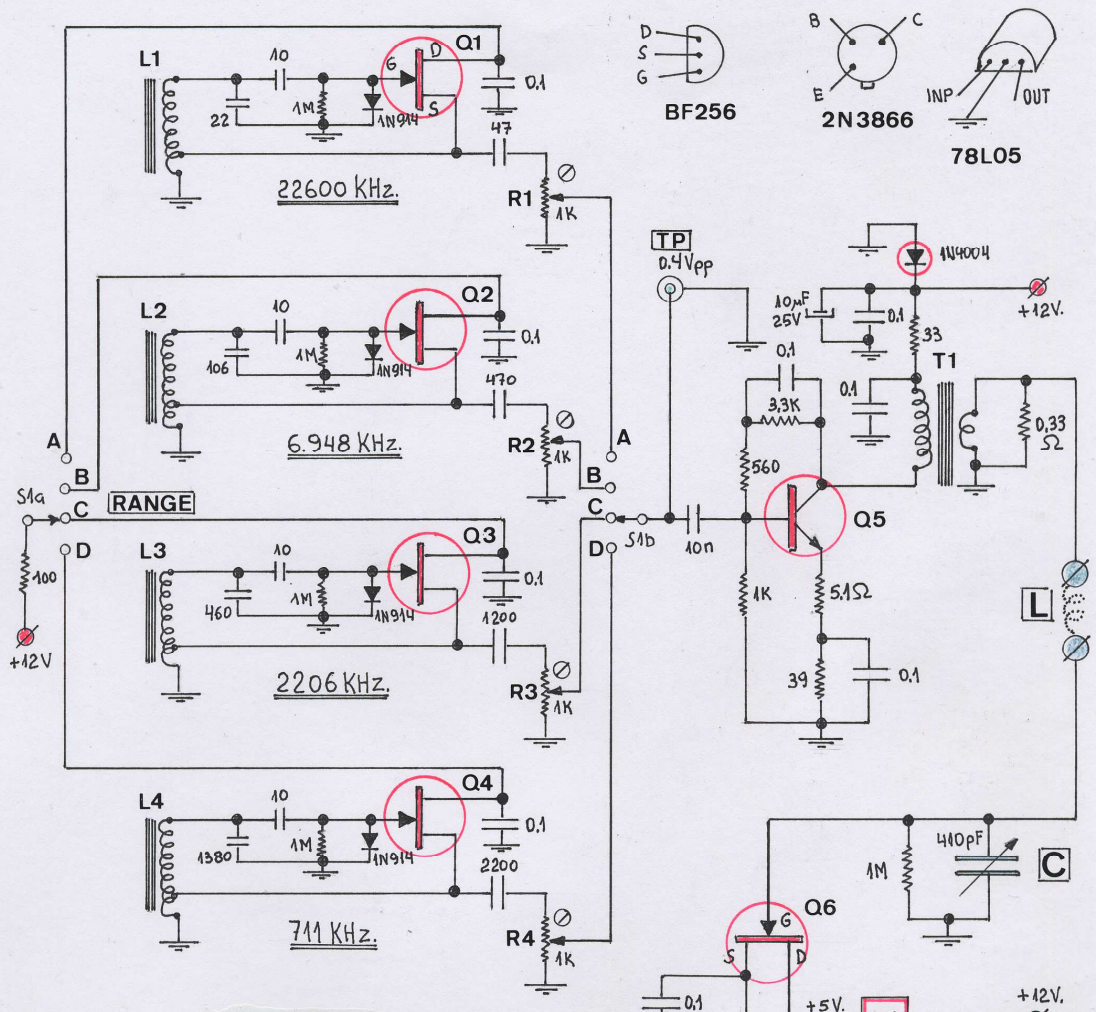 L1
10
1M
22
1N914
G
D
S
Q1
0.1
47
R1
1K
22600 KHz.
D
S
G
BF256
B
C
E
2N3866
INP
OUT
78L05
L2
10
1M
106
1N914
Q2
0.1
470
R2
1K
6.948 KHz.
TP
0.4Vpp
1N4004
10µF
25V
0.1
+12V.
33
T1
0.1
0.1
3,3K
560
0,33
Ω
A
B
C
D
RANGE
S1a
100
+12V
A
B
C
D
S1b
10n
Q5
1K
5.1Ω
39
0.1
L
L3
10
1M
460
1N914
Q3
0.1
1200
R3
1K
2206 KHz.
L4
10
1M
1380
1N914
Q4
0.1
2200
R4
1K
711 KHz.
1M
410pF
C
Q6
G
S
D
0.1
+5V.
+12V.